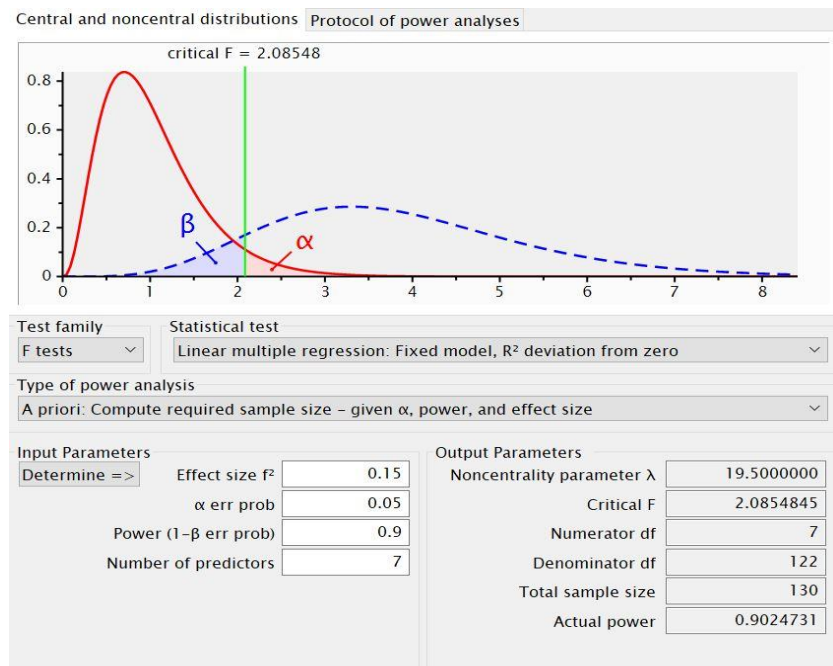 Central and noncentral distributions Protocol of power analyses
critical F = 2.08548
0.8
0.6
0.4
0.2
0
β
α
0 1 2 3 4 5 6 7 8
Test family
F tests
Statistical test
Linear multiple regression: Fixed model, R² deviation from zero
Type of power analysis
A priori: Compute required sample size – given α, power, and effect size
Input Parameters
Determine => Effect size f² 0.15
α err prob 0.05
Power (1-β err prob) 0.9
Number of predictors 7
Output Parameters
Noncentrality parameter λ 19.5000000
Critical F 2.0854845
Numerator df 7
Denominator df 122
Total sample size 130
Actual power 0.9024731